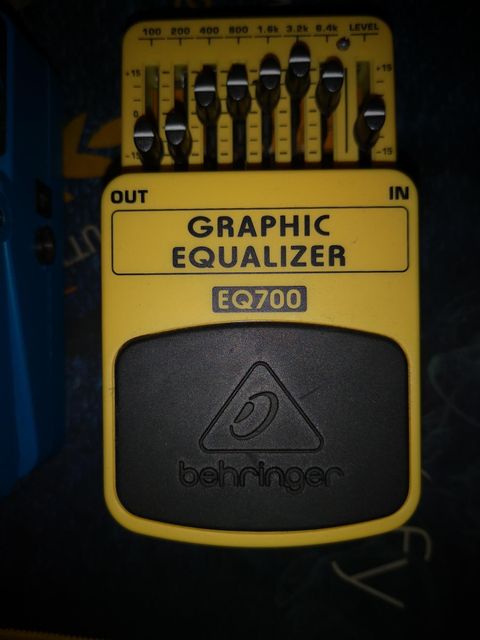 100 200 400 800 1.6k 3.2k 6.4k LEVEL
+15 +15
0
-15 -15
OUT IN
GRAPHIC
EQUALIZER
EQ700
behringer
fy